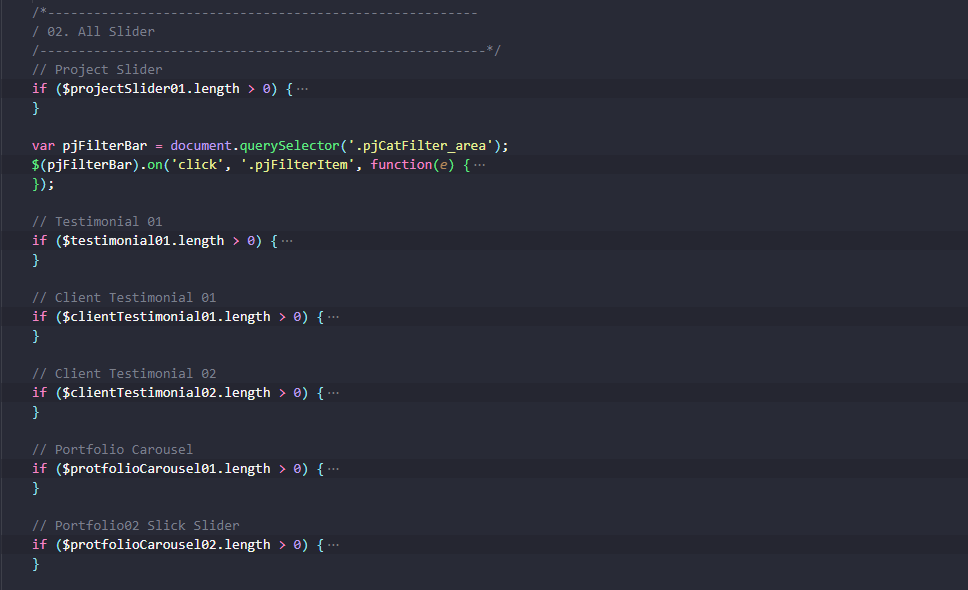 /*--------------------------------------------------------
/ 02. All Slider
/----------------------------------------------------------*/
// Project Slider
if ($projectSlider01.length > 0) {···
}
var pjFilterBar = document.querySelector('.pjCatFilter_area');
$(pjFilterBar).on('click', '.pjFilterItem', function(e) {···
});
// Testimonial 01
if ($testimonial01.length > 0) {···
}
// Client Testimonial 01
if ($clientTestimonial01.length > 0) {···
}
// Client Testimonial 02
if ($clientTestimonial02.length > 0) {···
}
// Portfolio Carousel
if ($protfolioCarousel01.length > 0) {···
}
// Portfolio02 Slick Slider
if ($protfolioCarousel02.length > 0) {···
}